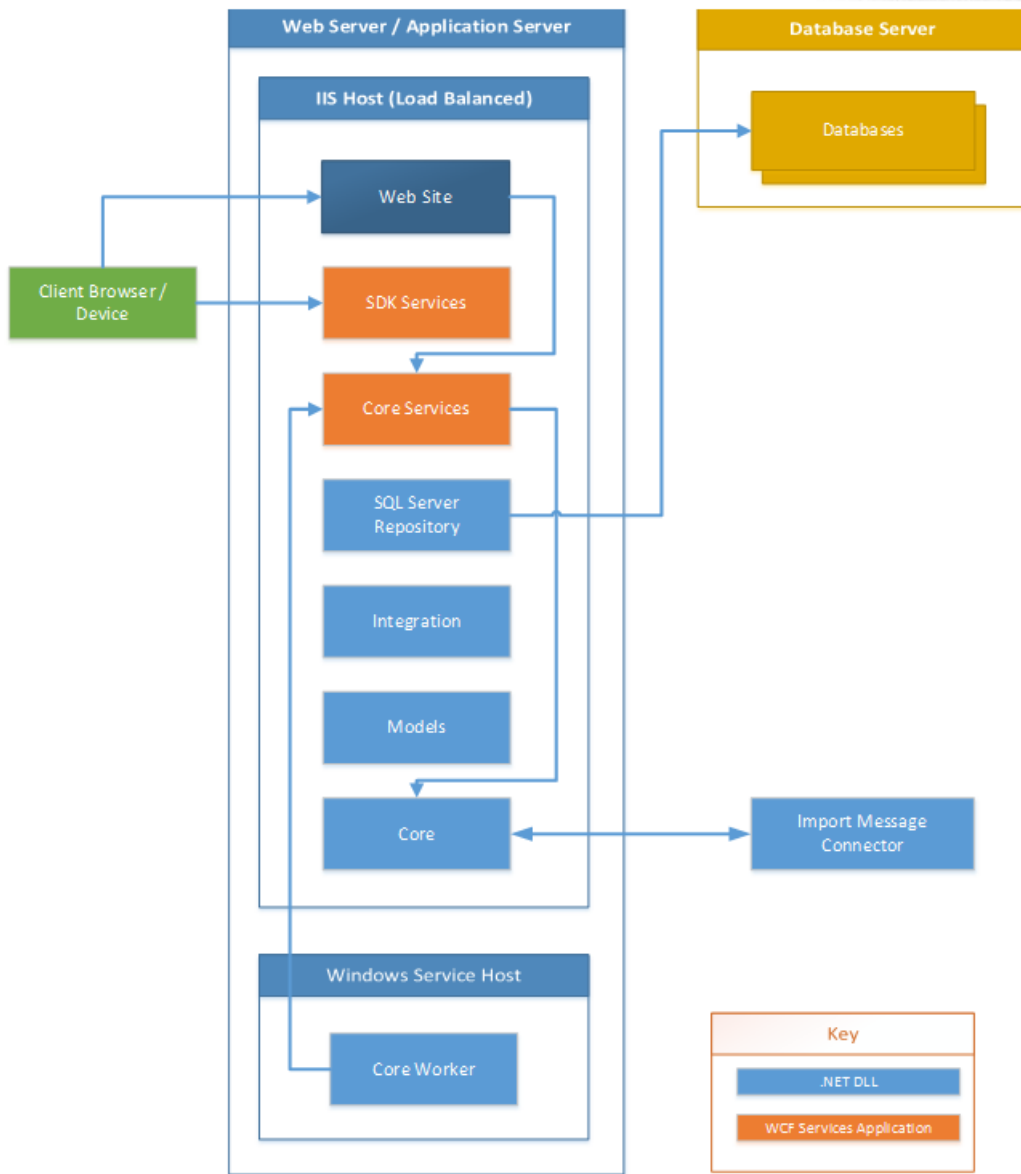 Web Server / Application Server
Database Server
IIS Host (Load Balanced)
Databases
Web Site
Client Browser /
Device
SDK Services
Core Services
SQL Server
Repository
Integration
Models
Core
Import Message
Connector
Windows Service Host
Core Worker
Key
.NET DLL
WCF Services Application